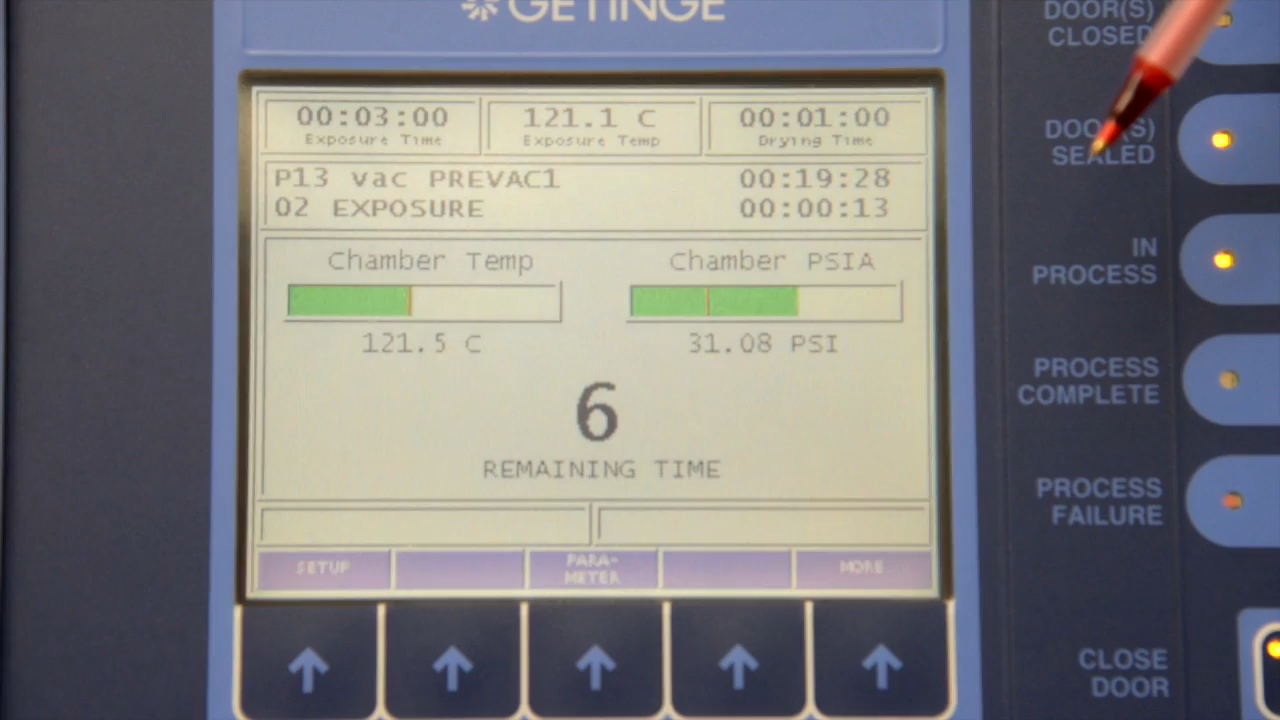 GETINGE
00:03:00
Exposure Time
121.1 C
Exposure Temp
00:01:00
Drying Time
P13 vac PREVAC1 00:19:28
02 EXPOSURE 00:00:13
Chamber Temp
121.5 C
Chamber PSIA
31.08 PSI
6
REMAINING TIME
SETUP
PARA-
METER
MORE
DOOR(S)
CLOSED
DOOR(S)
SEALED
IN
PROCESS
PROCESS
COMPLETE
PROCESS
FAILURE
CLOSE
DOOR